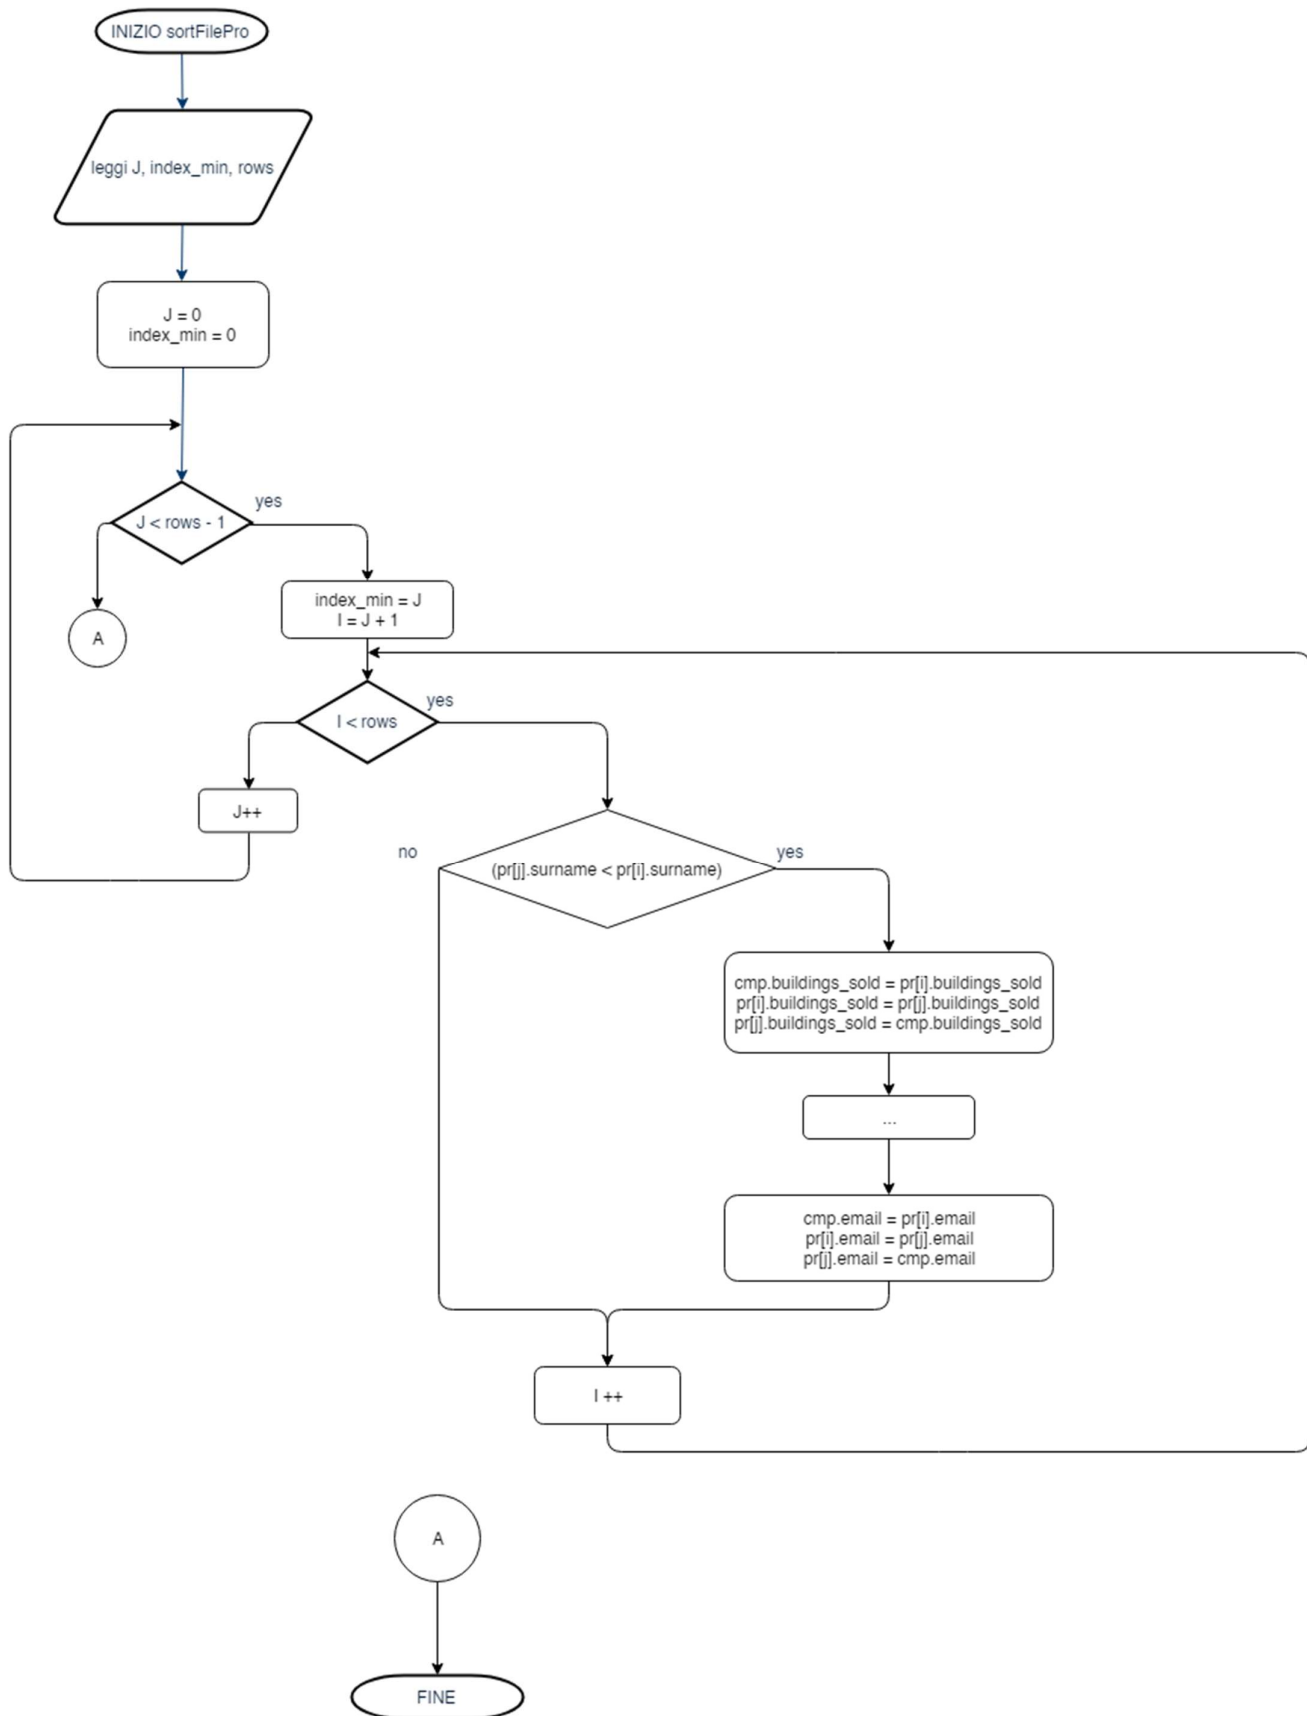 INIZIO sortFilePro
leggi J, index_min, rows
J = 0
index_min = 0
J < rows - 1
yes
A
index_min = J
I = J + 1
I < rows
yes
J++
(pr[j].surname < pr[i].surname)
no
yes
cmp.buildings_sold = pr[i].buildings_sold
pr[i].buildings_sold = pr[j].buildings_sold
pr[j].buildings_sold = cmp.buildings_sold
...
cmp.email = pr[i].email
pr[i].email = pr[j].email
pr[j].email = cmp.email
I ++
A
FINE